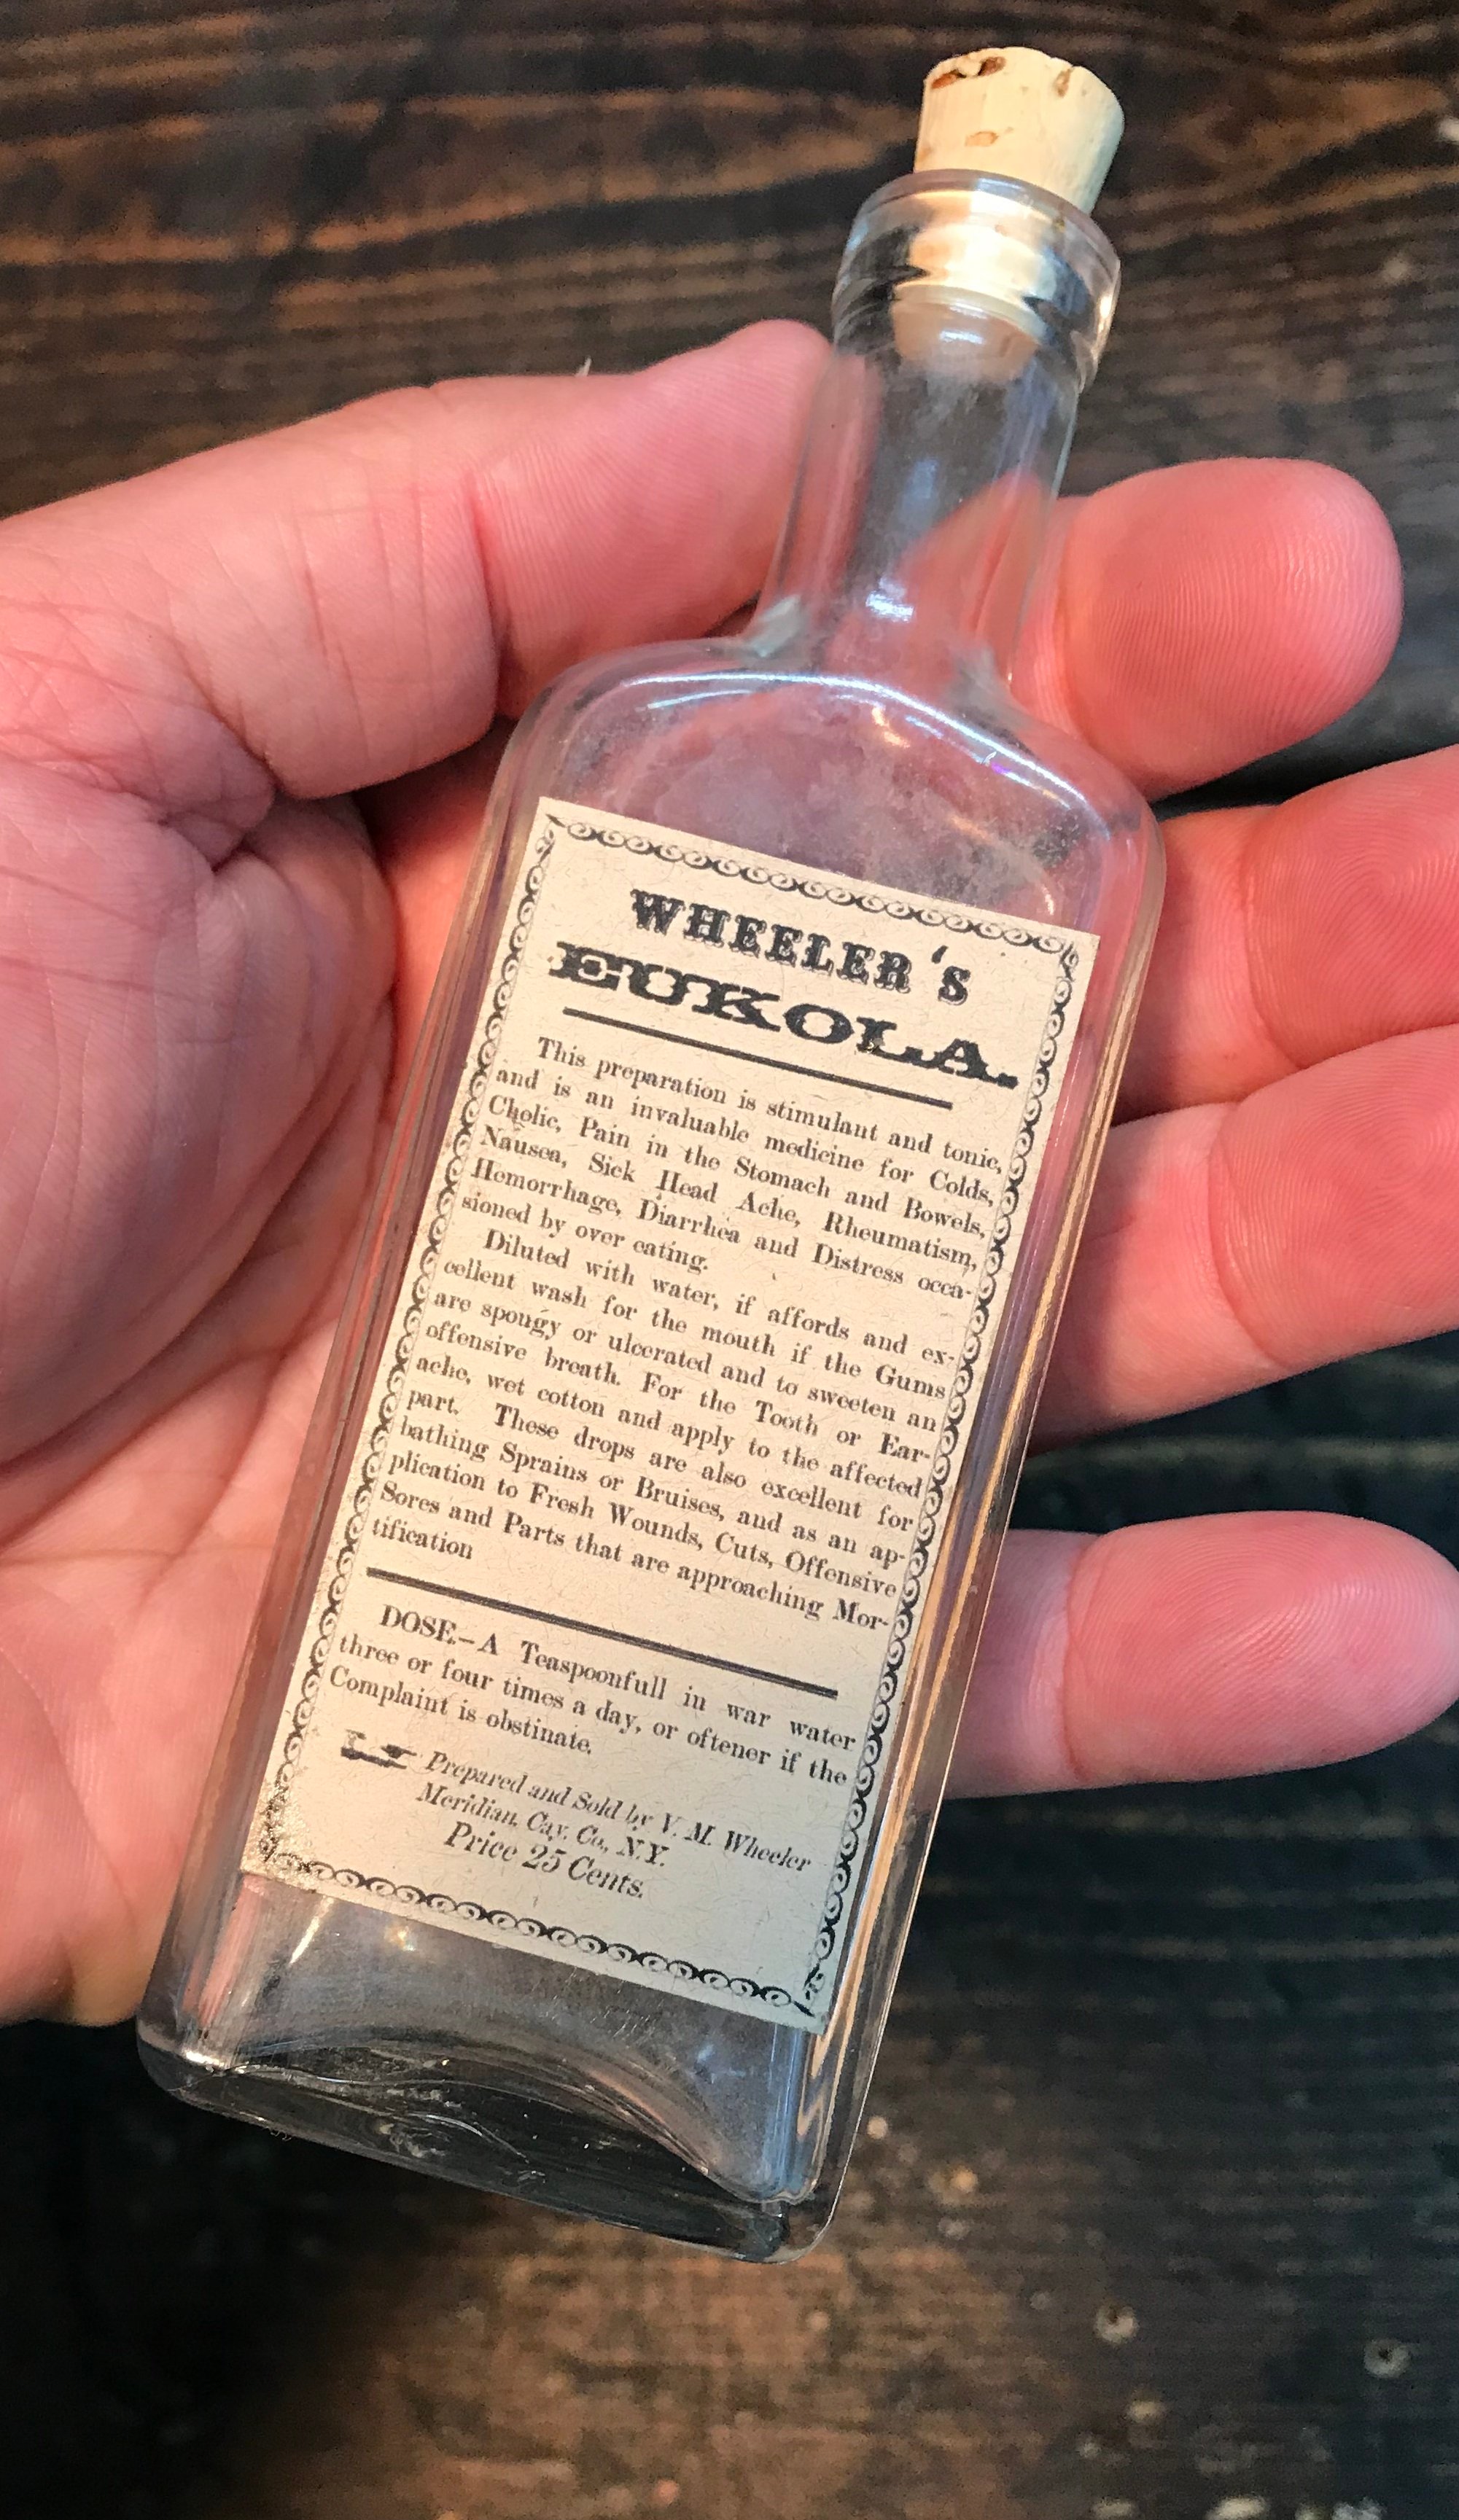 WHEELER'S
EUKOLA.
This preparation is stimulant and tonic,
and is an invaluable medicine for Colds,
Cholic, Pain in the Stomach and Bowels,
Nausea, Sick Head Ache, Rheumatism,
Hemorrhage, Diarrhea and Distress occa-
sioned by over eating.
Diluted with water, if affords and ex-
cellent wash for the mouth if the Gums
are spongy or ulcerated and to sweeten an
offensive breath. For the Tooth or Ear-
ache, wet cotton and apply to the affected
part. These drops are also excellent for
bathing Sprains or Bruises, and as an ap-
plication to Fresh Wounds, Cuts, Offensive
Sores and Parts that are approaching Mor-
tification
DOSE.-A Teaspoonfull in war water
three or four times a day, or oftener if the
Complaint is obstinate.
Prepared and Sold by V. M. Wheeler
Meridian, Cay. Co., N.Y.
Price 25 Cents.